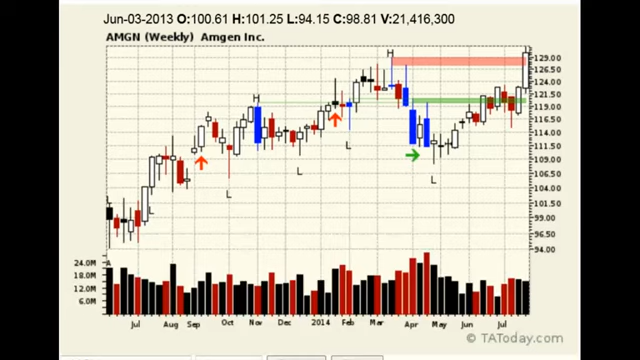 Jun-03-2013 O:100.61 H:101.25 L:94.15 C:98.81 V:21,416,300
AMGN (Weekly) Amgen Inc.
H
H
L
L
L
L
L
129.00
126.50
124.00
121.50
119.00
116.50
114.00
111.50
109.00
106.50
104.00
101.50
99.00
96.50
94.00
24.0M
18.0M
12.0M
6.0M
Jul Aug Sep Oct Nov Dec 2014 Feb Mar Apr May Jun Jul
© TAToday.com